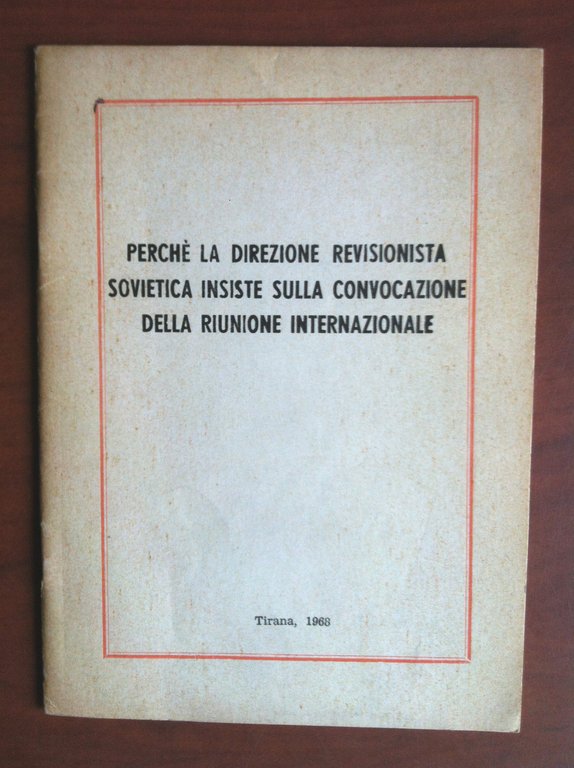 PERCHÈ LA DIREZIONE REVISIONISTA
SOVIETICA INSISTE SULLA CONVOCAZIONE
DELLA RIUNIONE INTERNAZIONALE
Tirana, 1968